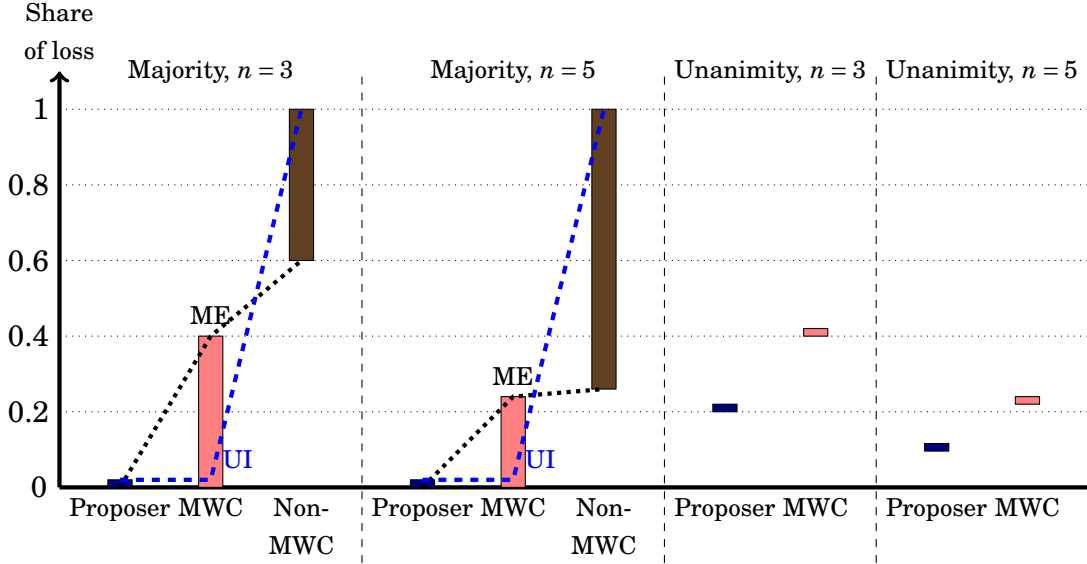 Share
of loss
Majority, n = 3
Majority, n = 5
Unanimity, n = 3
Unanimity, n = 5
1
0.8
0.6
0.4
0.2
0
ME
UI
ME
UI
Proposer MWC Non-
MWC
Proposer MWC Non-
MWC
Proposer MWC
Proposer MWC